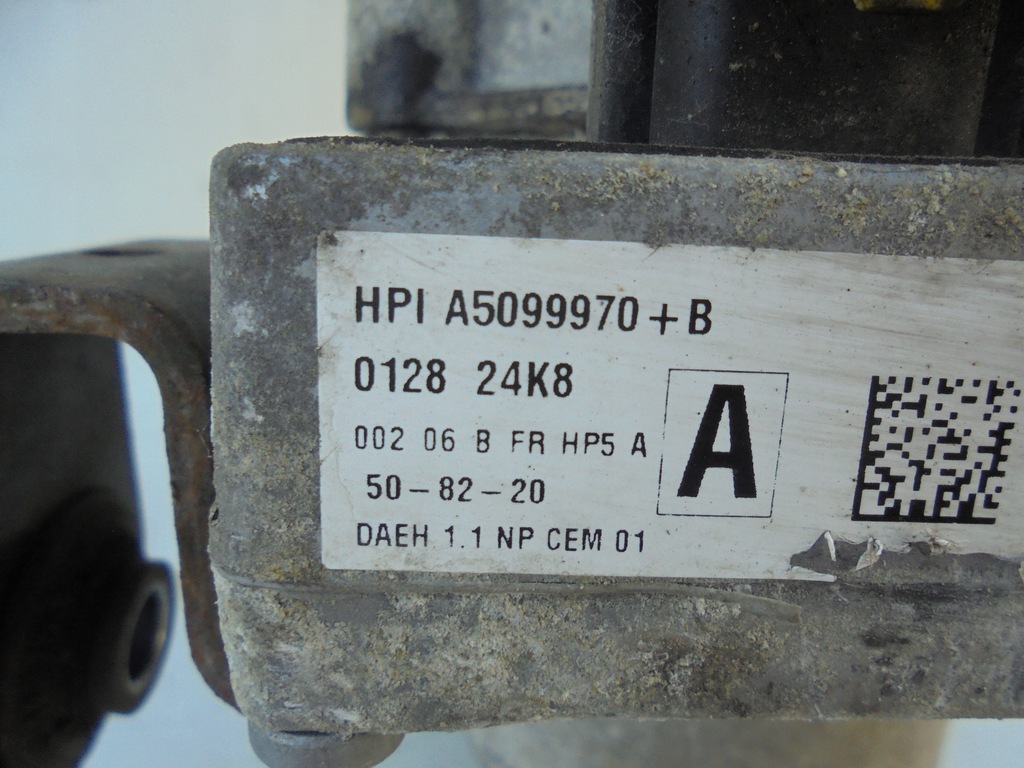 HPI A5099970+B
0128 24K8
002 06 B FR HP5 A
A
50-82-20
DAEH 1.1 NP CEM 01